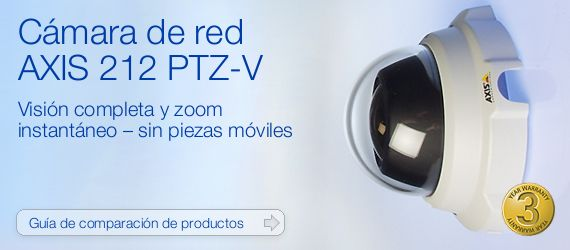 Cámara de red
AXIS 212 PTZ-V
Visión completa y zoom
instantáneo – sin piezas móviles
AXIS
Guía de comparación de productos
YEAR WARRANTY
3
YEAR WARRANTY